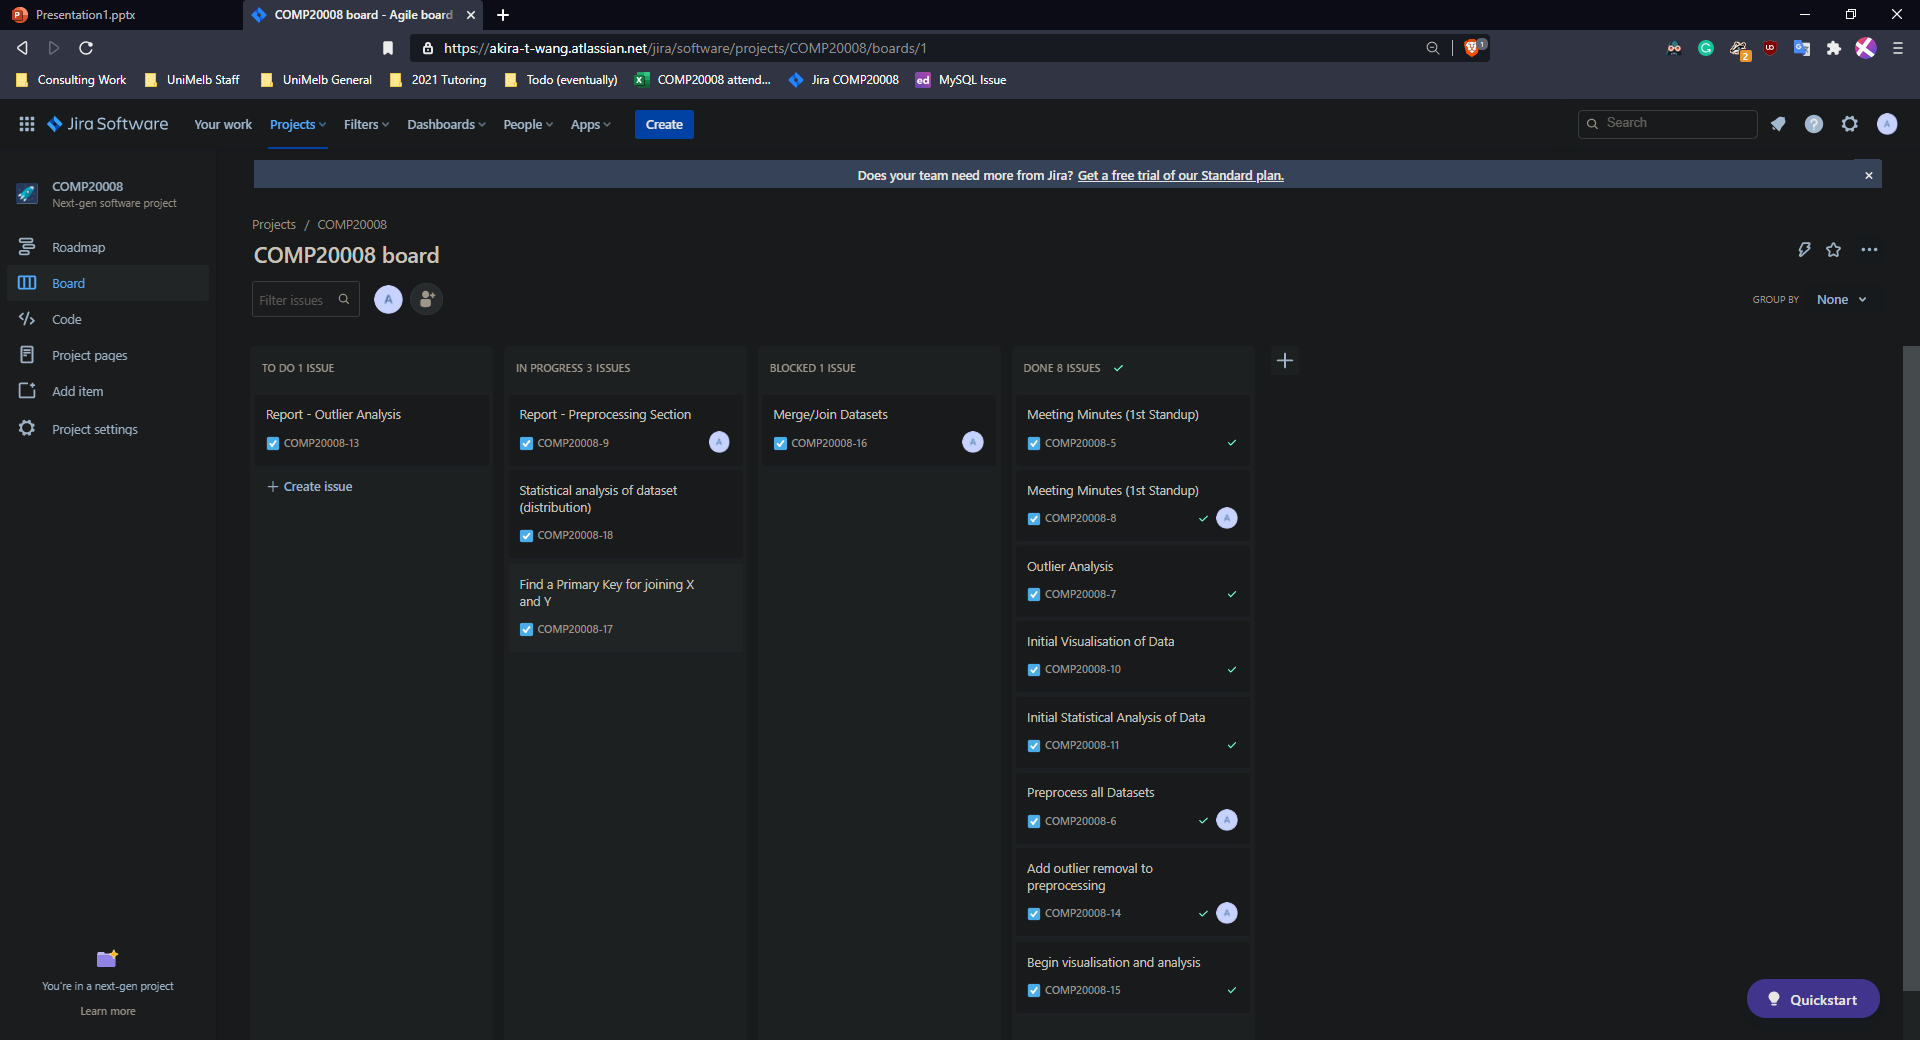 Presentation1.pptx
COMP20008 board - Agile board
https://akira-t-wang.atlassian.net/jira/software/projects/COMP20008/boards/1
1
2
Consulting Work
UniMelb Staff
UniMelb General
2021 Tutoring
Todo (eventually)
COMP20008 attend...
Jira COMP20008
ed
MySQL Issue
Jira Software
Your work
Projects
Filters
Dashboards
People
Apps
Create
Search
A
Does your team need more from Jira? Get a free trial of our Standard plan.
COMP20008
Next-gen software project
Roadmap
Board
Code
Project pages
Add item
Project settings
You're in a next-gen project
Learn more
Projects / COMP20008
COMP20008 board
Filter issues
A
GROUP BY None
TO DO 1 ISSUE
Report - Outlier Analysis
COMP20008-13
+ Create issue
IN PROGRESS 3 ISSUES
Report - Preprocessing Section
COMP20008-9
A
Statistical analysis of dataset
(distribution)
COMP20008-18
Find a Primary Key for joining X
and Y
COMP20008-17
BLOCKED 1 ISSUE
Merge/Join Datasets
COMP20008-16
A
DONE 8 ISSUES
Meeting Minutes (1st Standup)
COMP20008-5
Meeting Minutes (1st Standup)
COMP20008-8
A
Outlier Analysis
COMP20008-7
Initial Visualisation of Data
COMP20008-10
Initial Statistical Analysis of Data
COMP20008-11
Preprocess all Datasets
COMP20008-6
A
Add outlier removal to
preprocessing
COMP20008-14
A
Begin visualisation and analysis
COMP20008-15
Quickstart